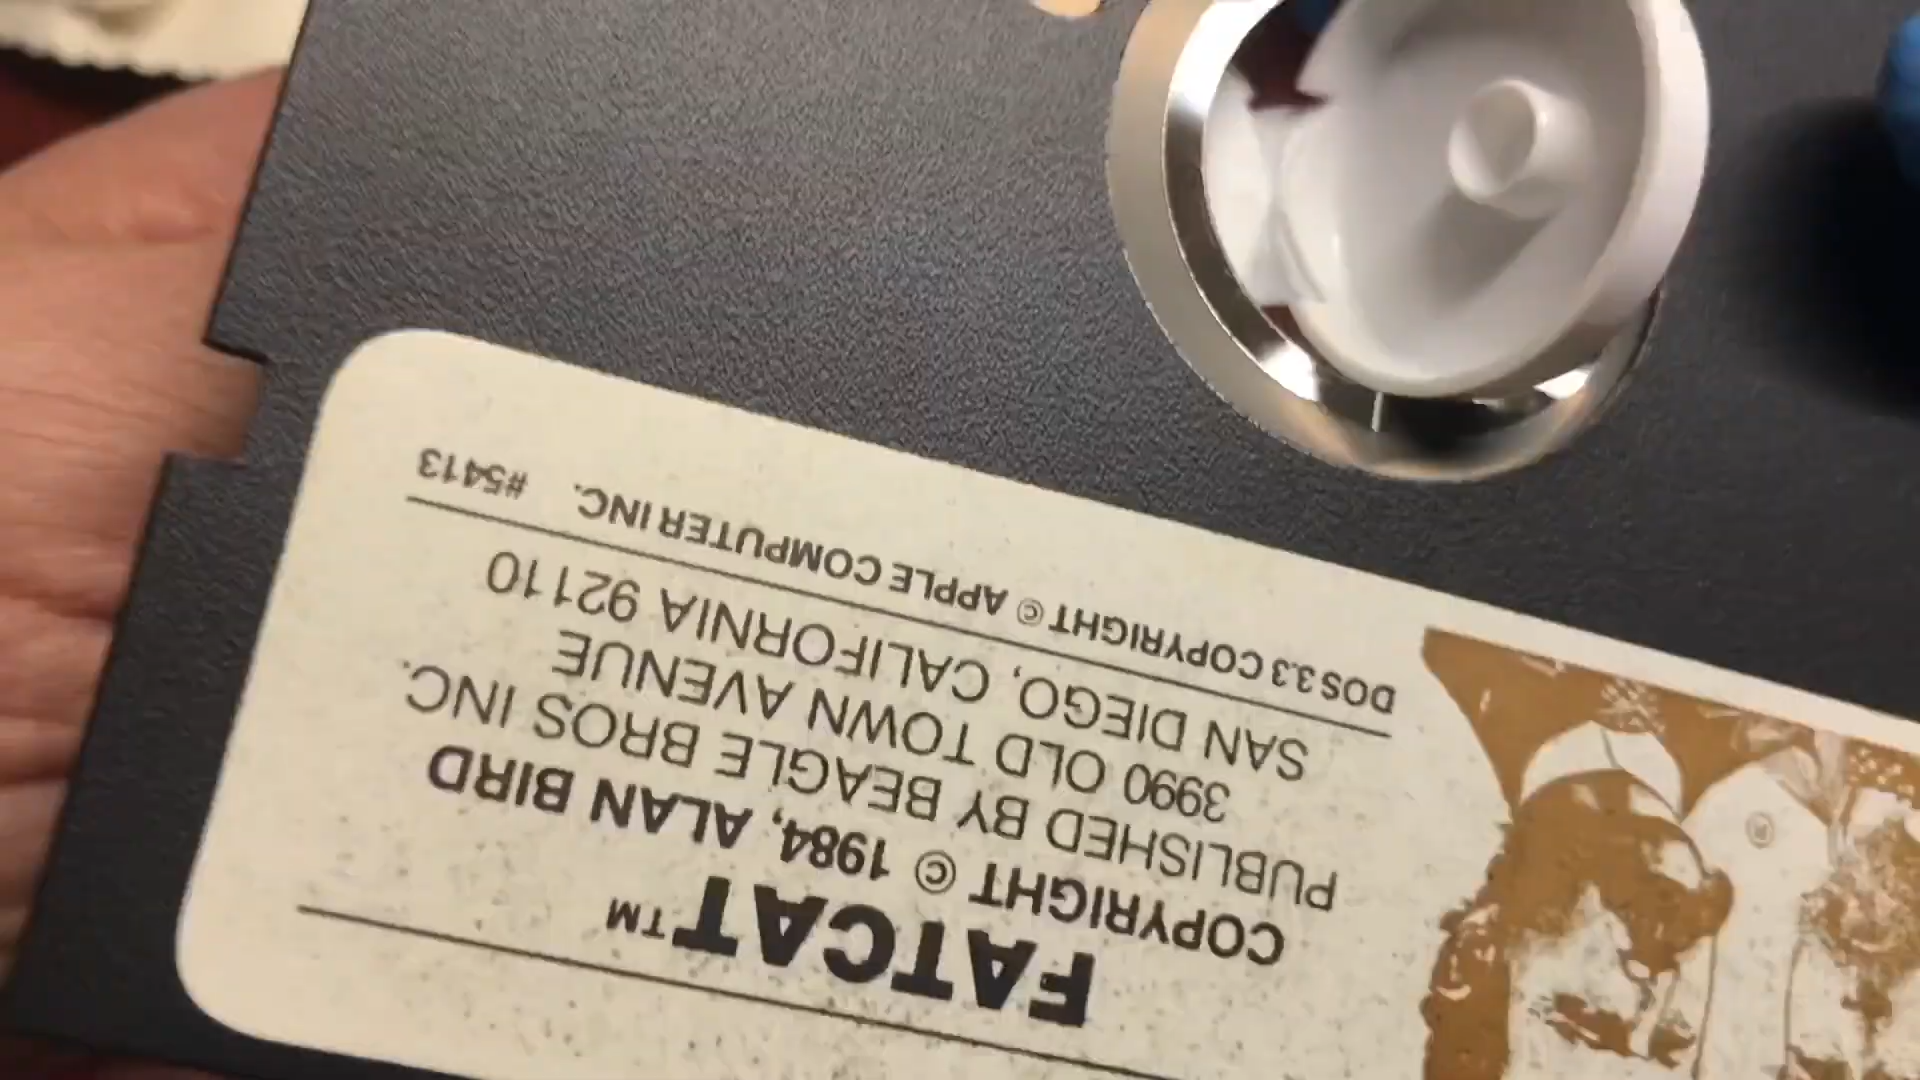 FATCAT™
COPYRIGHT © 1984, ALAN BIRD
PUBLISHED BY BEAGLE BROS INC.
3990 OLD TOWN AVENUE
SAN DIEGO, CALIFORNIA 92110
DOS 3.3 COPYRIGHT © APPLE COMPUTER INC. #5413
®